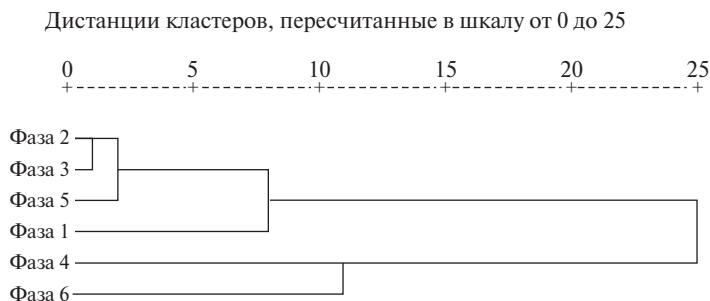 Дистанции кластеров, пересчитанные в шкалу от 0 до 25
0 5 10 15 20 25
Фаза 2
Фаза 3
Фаза 5
Фаза 1
Фаза 4
Фаза 6